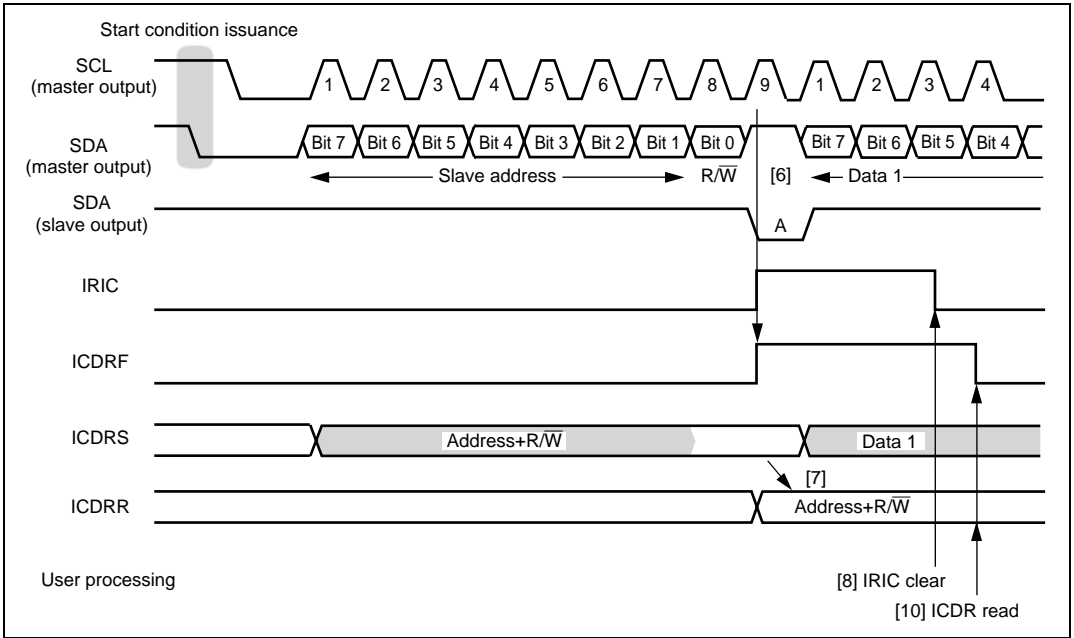 Start condition issuance
SCL
(master output)
1 2 3 4 5 6 7 8 9 1 2 3 4
SDA
(master output)
Bit 7 Bit 6 Bit 5 Bit 4 Bit 3 Bit 2 Bit 1 Bit 0 Bit 7 Bit 6 Bit 5 Bit 4
Slave address R/W̅ [6] Data 1
SDA
(slave output)
A
IRIC
ICDRF
ICDRS
Address+R/W̅ Data 1
[7]
ICDRR
Address+R/W̅
User processing
[8] IRIC clear
[10] ICDR read